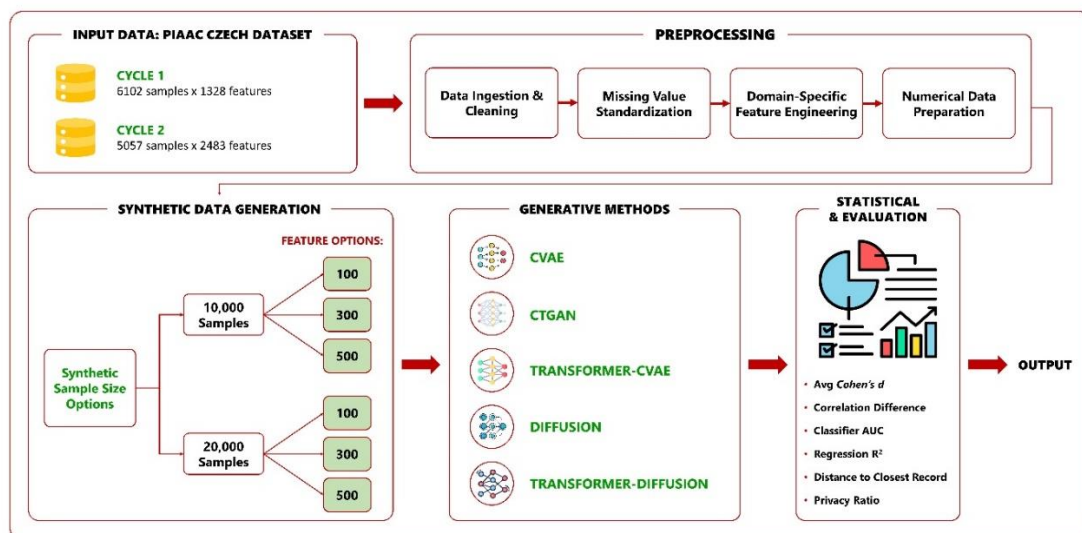 INPUT DATA: PIAAC CZECH DATASET
CYCLE 1
6102 samples x 1328 features
CYCLE 2
5057 samples x 2483 features
PREPROCESSING
Data Ingestion &
Cleaning
Missing Value
Standardization
Domain-Specific
Feature Engineering
Numerical Data
Preparation
SYNTHETIC DATA GENERATION
FEATURE OPTIONS:
Synthetic
Sample Size
Options
10,000
Samples
100
300
500
20,000
Samples
100
300
500
GENERATIVE METHODS
CVAE
CTGAN
TRANSFORMER-CVAE
DIFFUSION
TRANSFORMER-DIFFUSION
STATISTICAL
& EVALUATION
• Avg Cohen's d
• Correlation Difference
• Classifier AUC
• Regression R²
• Distance to Closest Record
• Privacy Ratio
OUTPUT